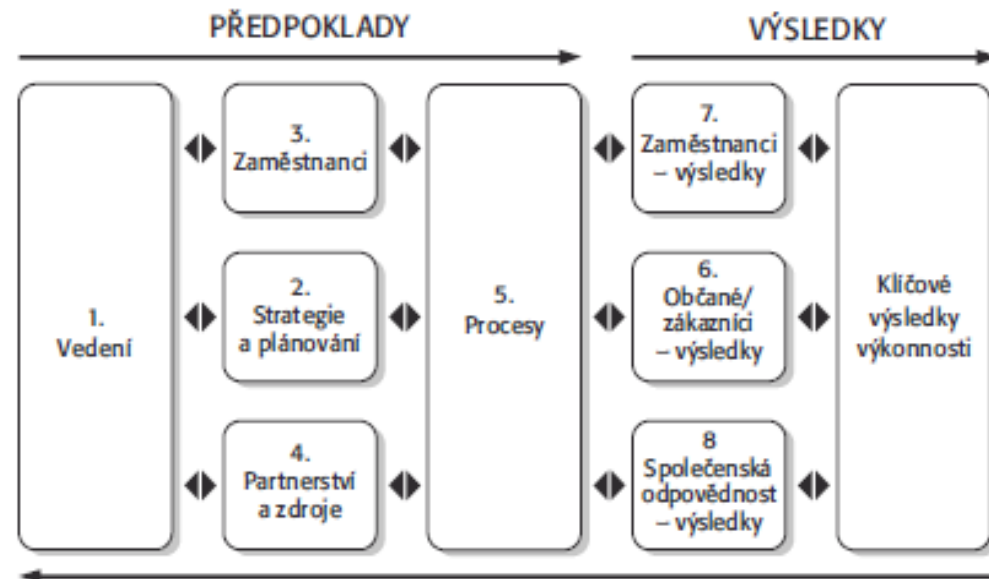 PŘEDPOKLADY
VÝSLEDKY
1.
Vedení
3.
Zaměstnanci
2.
Strategie
a plánování
4.
Partnerství
a zdroje
5.
Procesy
7.
Zaměstnanci
– výsledky
6.
Občané/
zákazníci
– výsledky
8
Společenská
odpovědnost
– výsledky
Klíčové
výsledky
výkonnosti